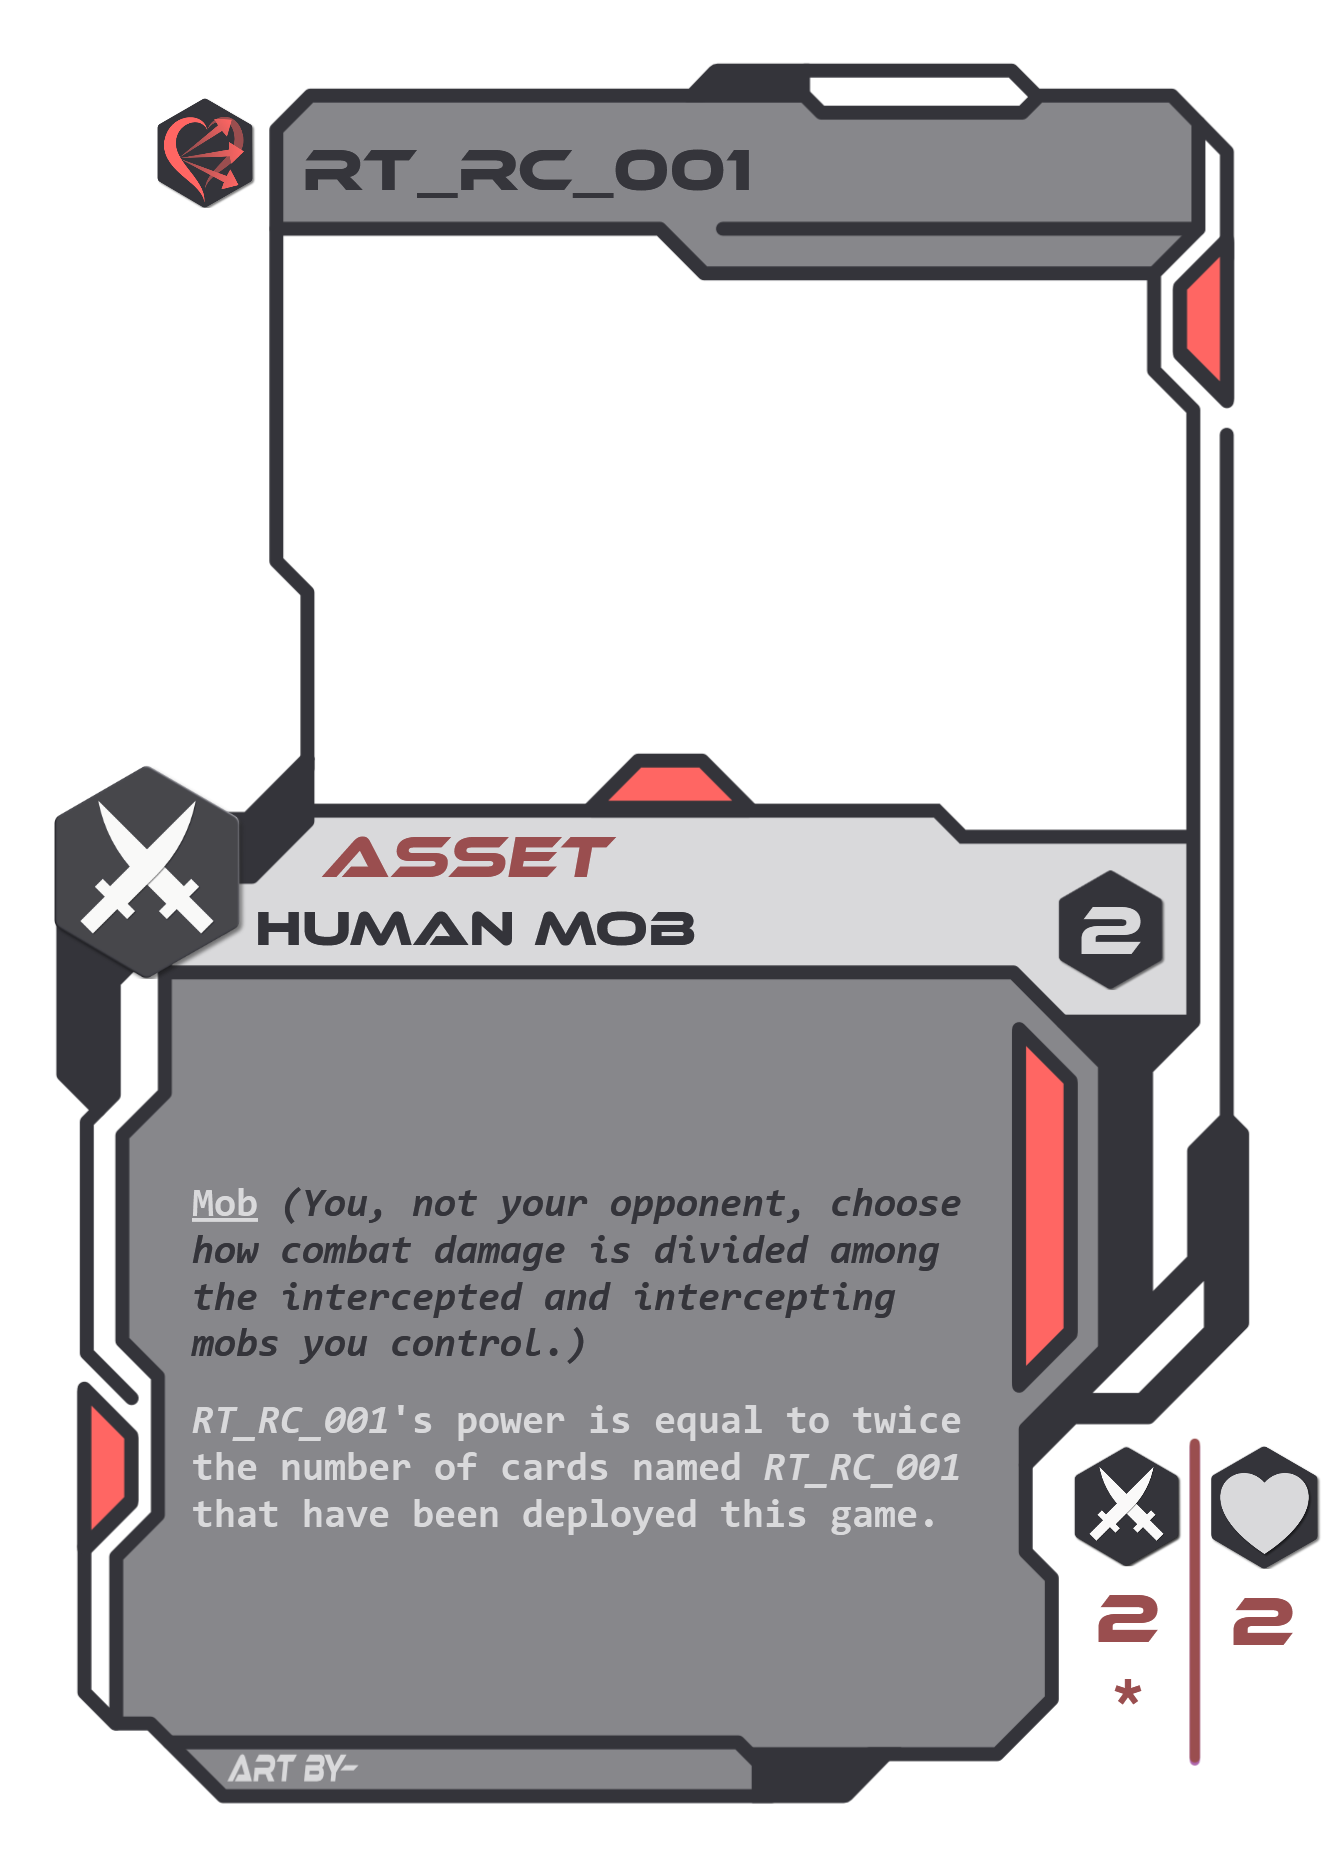 RT_RC_001
ASSET
HUMAN MOB
2
Mob (You, not your opponent, choose
how combat damage is divided among
the intercepted and intercepting
mobs you control.)
RT_RC_001's power is equal to twice
the number of cards named RT_RC_001
that have been deployed this game.
2
2
*
ART BY-